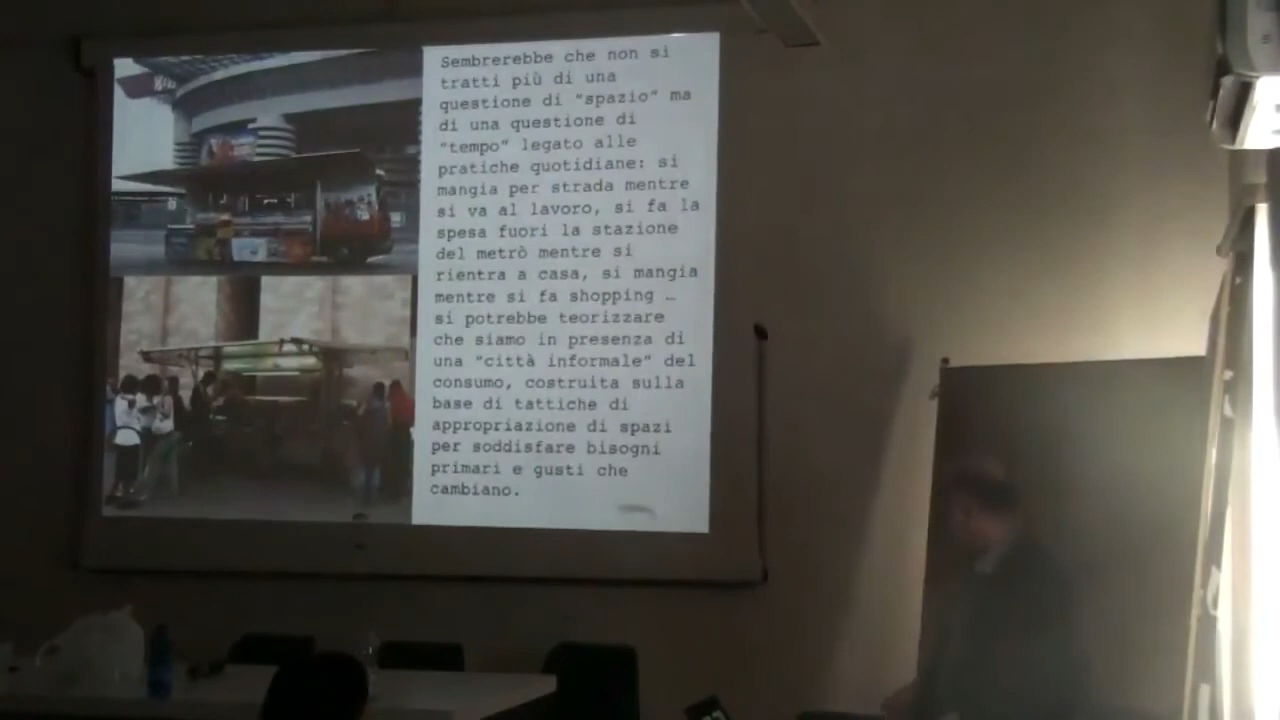 Sembrerebbe che non si
tratti più di una
questione di "spazio" ma
di una questione di
"tempo" legato alle
pratiche quotidiane: si
mangia per strada mentre
si va al lavoro, si fa la
spesa fuori la stazione
del metrò mentre si
rientra a casa, si mangia
mentre si fa shopping …
si potrebbe teorizzare
che siamo in presenza di
una "città informale" del
consumo, costruita sulla
base di tattiche di
appropriazione di spazi
per soddisfare bisogni
primari e gusti che
cambiano.